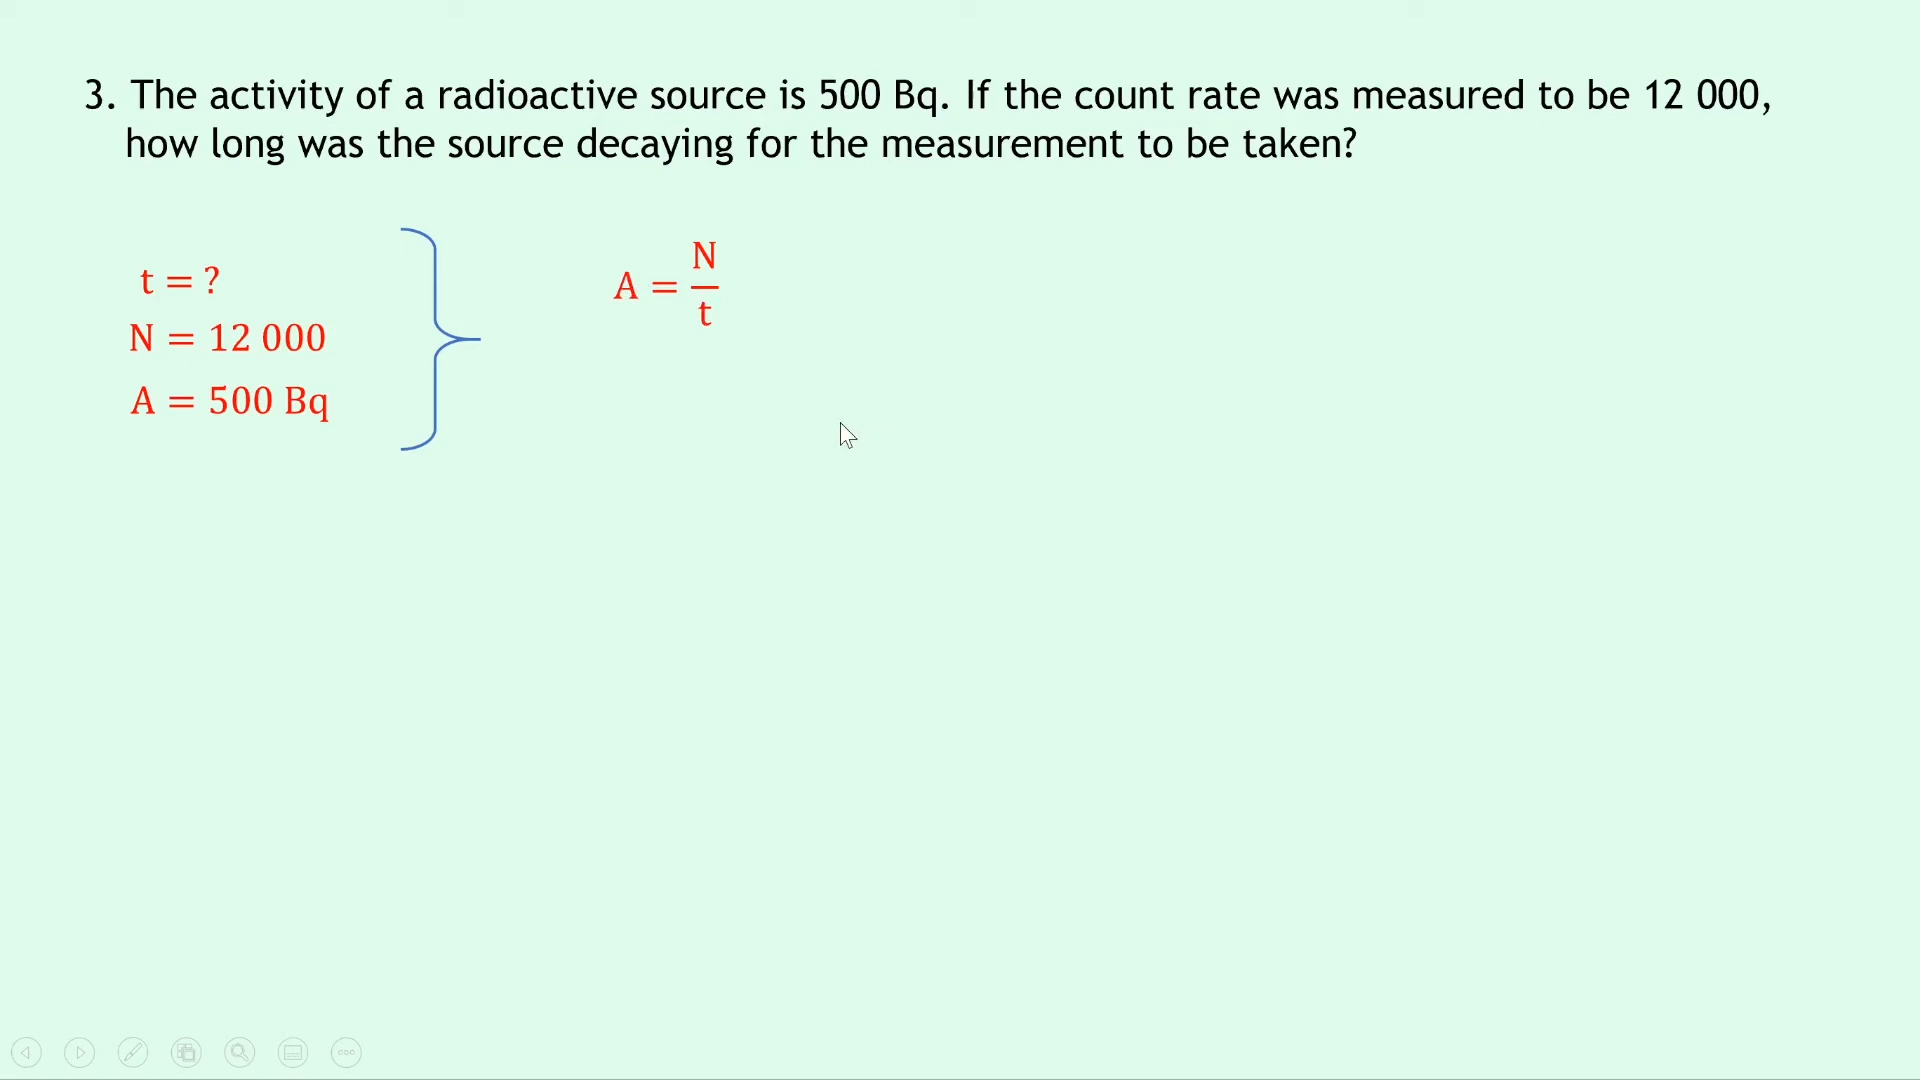 3. The activity of a radioactive source is 500 Bq. If the count rate was measured to be 12 000,
how long was the source decaying for the measurement to be taken?
t = ?
N = 12 000
A = 500 Bq
A = N/t